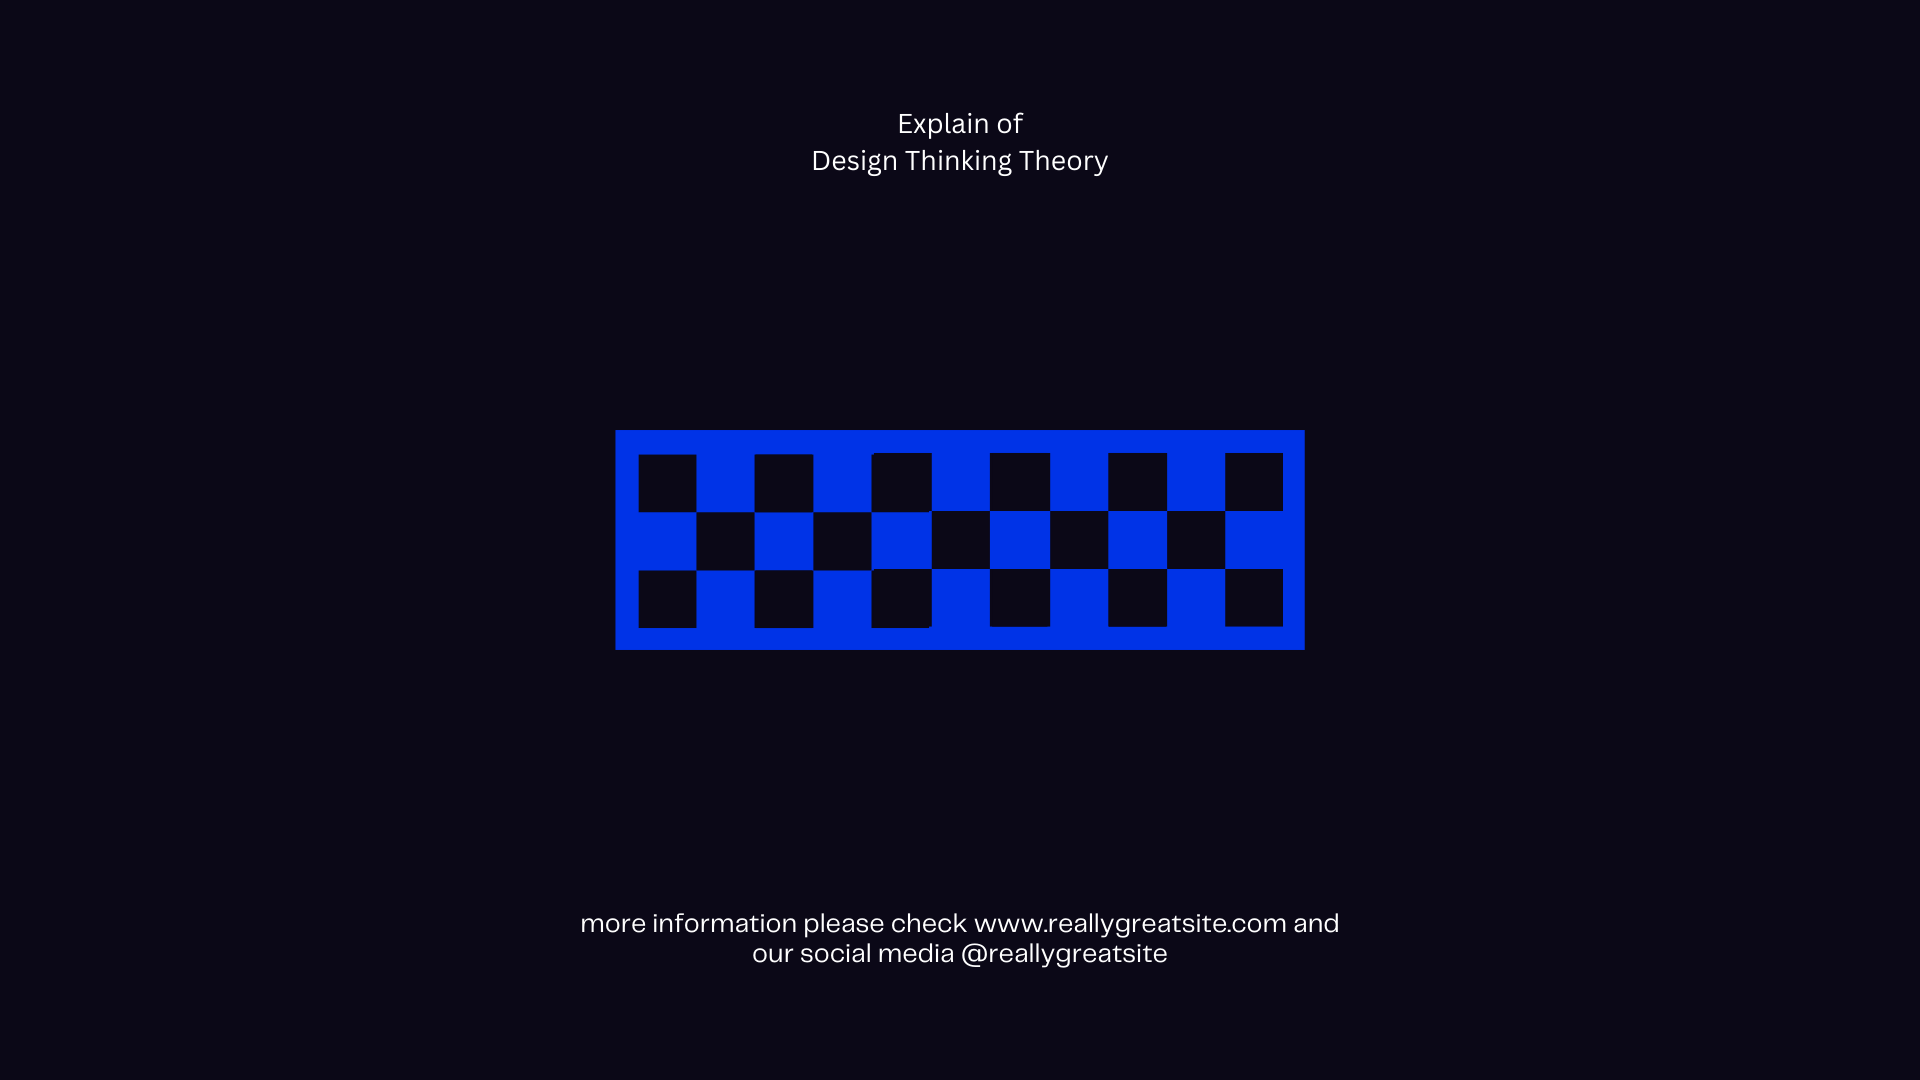 Explain of
Design Thinking Theory
more information please check www.reallygreatsite.com and
our social media @reallygreatsite